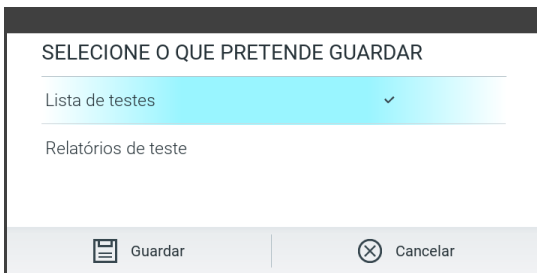 SELECIONE O QUE PRETENDE GUARDAR
Lista de testes
Relatórios de teste
Guardar
Cancelar